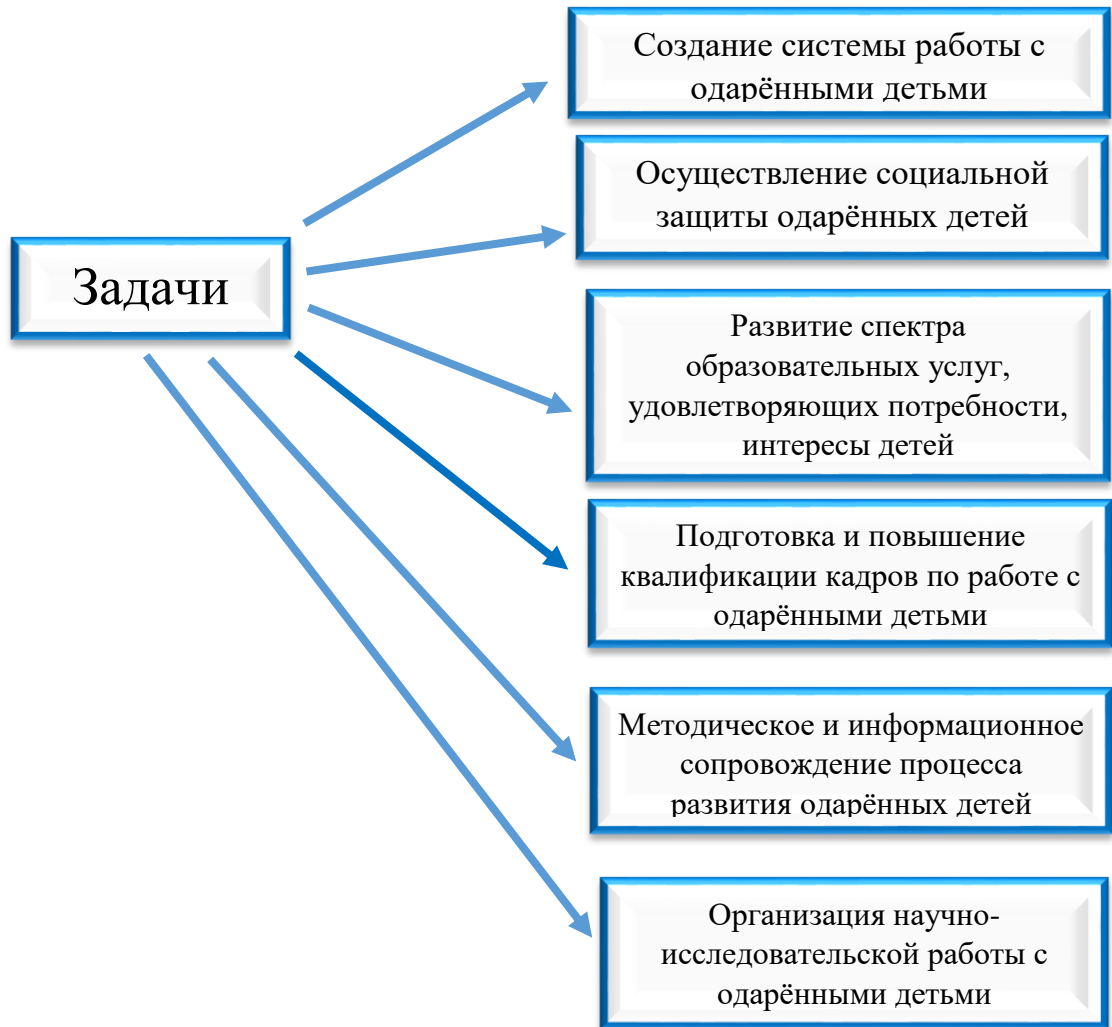 Задачи
Создание системы работы с
одарёнными детьми
Осуществление социальной
защиты одарённых детей
Развитие спектра
образовательных услуг,
удовлетворяющих потребности,
интересы детей
Подготовка и повышение
квалификации кадров по работе с
одарёнными детьми
Методическое и информационное
сопровождение процесса
развития одарённых детей
Организация научно-
исследовательской работы с
одарёнными детьми